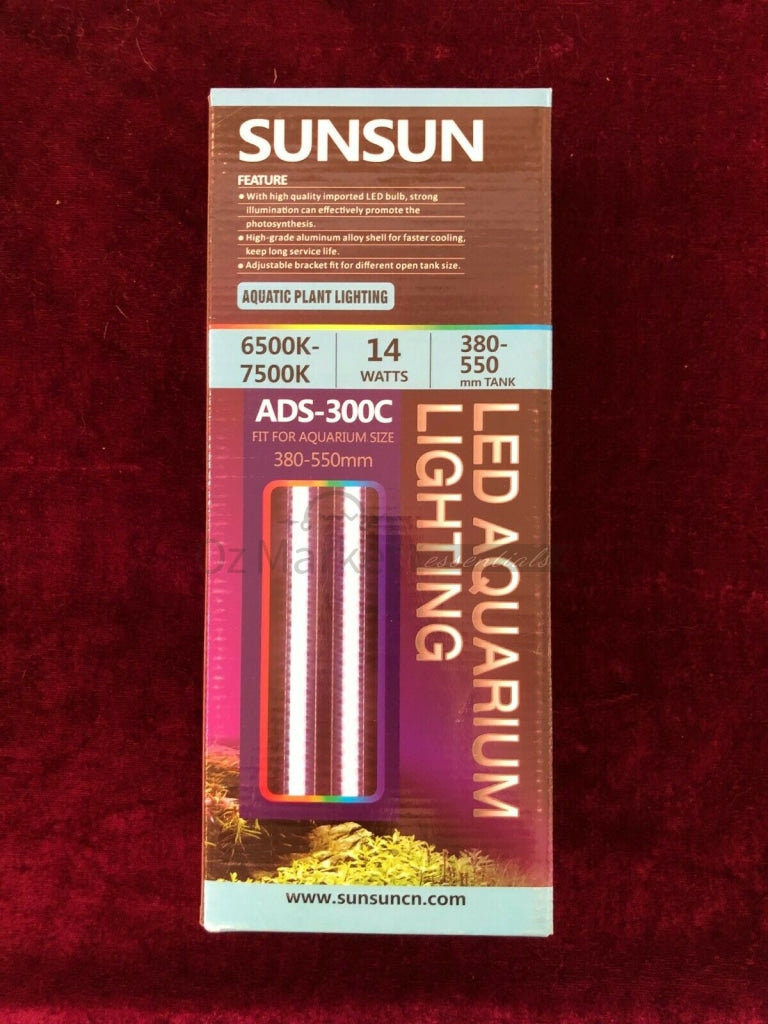 SUNSUN
FEATURE
• With high quality imported LED bulb, strong
illumination can effectively promote the
photosynthesis.
• High-grade aluminum alloy shell for faster cooling,
keep long service life.
• Adjustable bracket fit for different open tank size.
AQUATIC PLANT LIGHTING
6500K-
7500K
14
WATTS
380-
550
mm TANK
ADS-300C
FIT FOR AQUARIUM SIZE
380-550mm
LED AQUARIUM
LIGHTING
Oz Market
essentials
www.sunsuncn.com